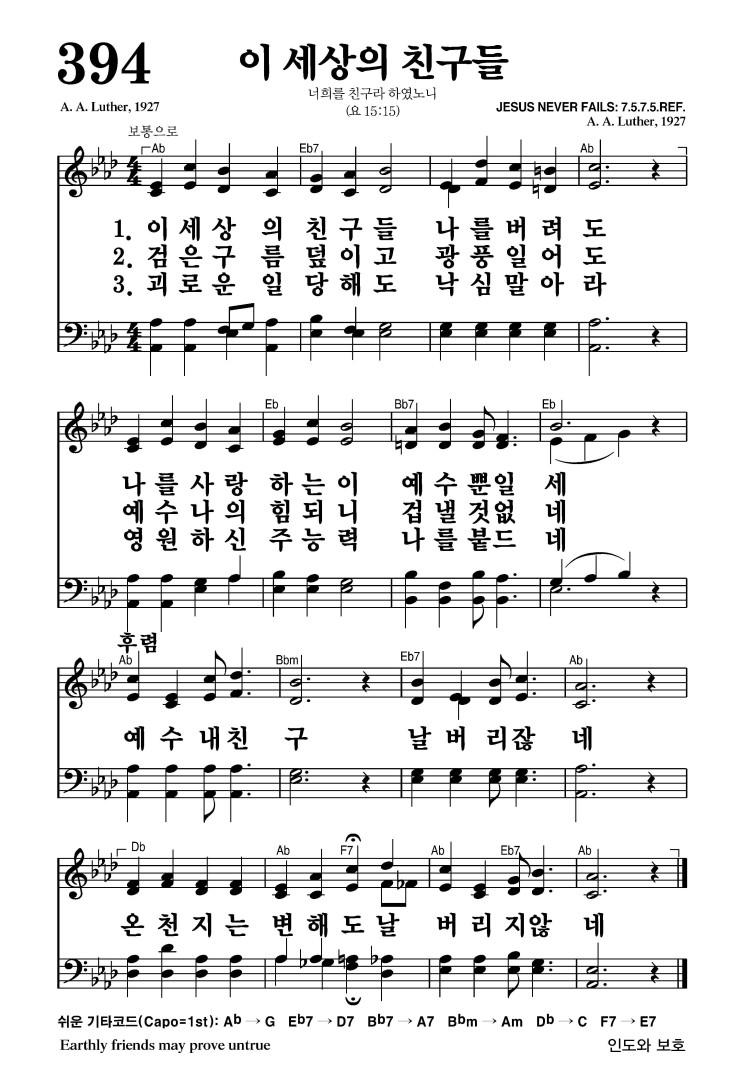 394 이 세상의 친구들
너희를 친구라 하였노니
(요 15:15)
A. A. Luther, 1927
JESUS NEVER FAILS: 7.5.7.5.REF.
A. A. Luther, 1927
보통으로
Ab Eb7 Ab
1. 이 세 상 의 친 구 들 나 를 버 려 도
2. 검 은 구 름 덮 이 고 광 풍 일 어 도
3. 괴 로 운 일 당 해 도 낙 심 말 아 라
Eb Bb7 Eb
나 를 사 랑 하 는 이 예 수 뿐 일 세
예 수 나 의 힘 되 니 겁 낼 것 없 네
영 원 하 신 주 능 력 나 를 붙 드 네
후렴
Ab Bbm Eb7 Ab
예 수 내 친 구 날 버 리 잖 네
Db Ab F7 Ab Eb7 Ab
온 천 지 는 변 해 도 날 버 리 지 않 네
쉬운 기타코드(Capo=1st): Ab → G Eb7 → D7 Bb7 → A7 Bbm → Am Db → C F7 → E7
Earthly friends may prove untrue
인도와 보호